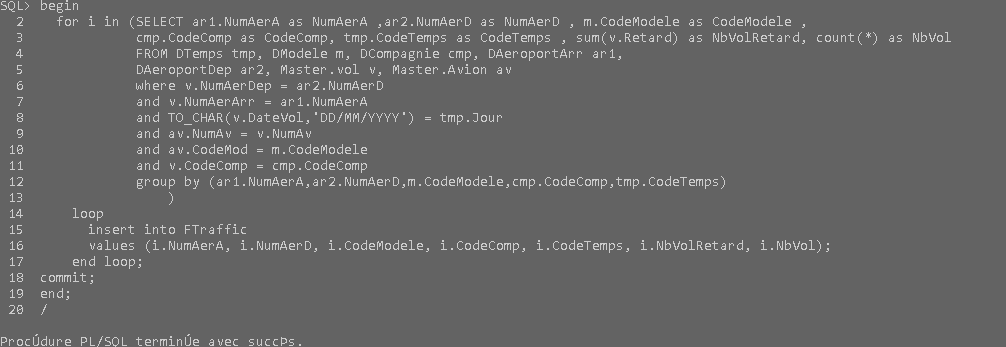 SQL> begin
2 for i in (SELECT ar1.NumAerA as NumAerA ,ar2.NumAerD as NumAerD , m.CodeModele as CodeModele ,
3 cmp.CodeComp as CodeComp, tmp.CodeTemps as CodeTemps , sum(v.Retard) as NbVolRetard, count(*) as NbVol
4 FROM DTemps tmp, DModele m, DCompagnie cmp, DAeroportArr ar1,
5 DAeroportDep ar2, Master.vol v, Master.Avion av
6 where v.NumAerDep = ar2.NumAerD
7 and v.NumAerArr = ar1.NumAerA
8 and TO_CHAR(v.DateVol,'DD/MM/YYYY') = tmp.Jour
9 and av.NumAv = v.NumAv
10 and av.CodeMod = m.CodeModele
11 and v.CodeComp = cmp.CodeComp
12 group by (ar1.NumAerA,ar2.NumAerD,m.CodeModele,cmp.CodeComp,tmp.CodeTemps)
13 )
14 loop
15 insert into FTraffic
16 values (i.NumAerA, i.NumAerD, i.CodeModele, i.CodeComp, i.CodeTemps, i.NbVolRetard, i.NbVol);
17 end loop;
18 commit;
19 end;
20 /
ProcÚdure PL/SQL terminÚe avec succÞs.